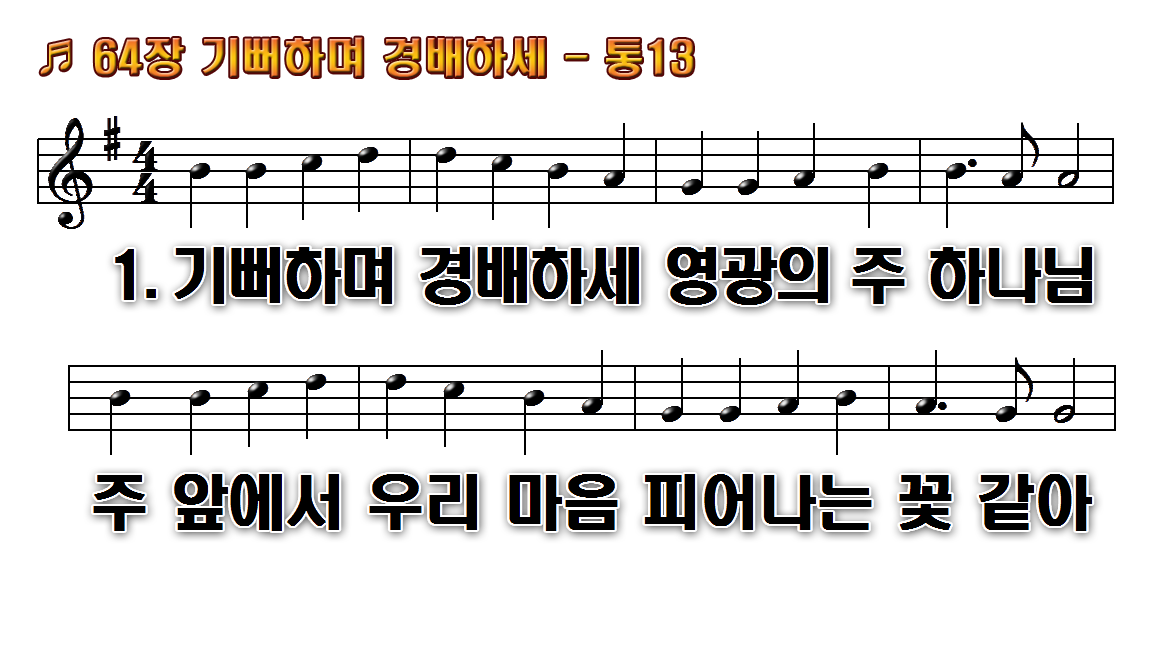 ♬ 64장 기뻐하며 경배하세 - 통13
1. 기뻐하며 경배하세 영광의 주 하나님
주 앞에서 우리 마음 피어나는 꽃 같아